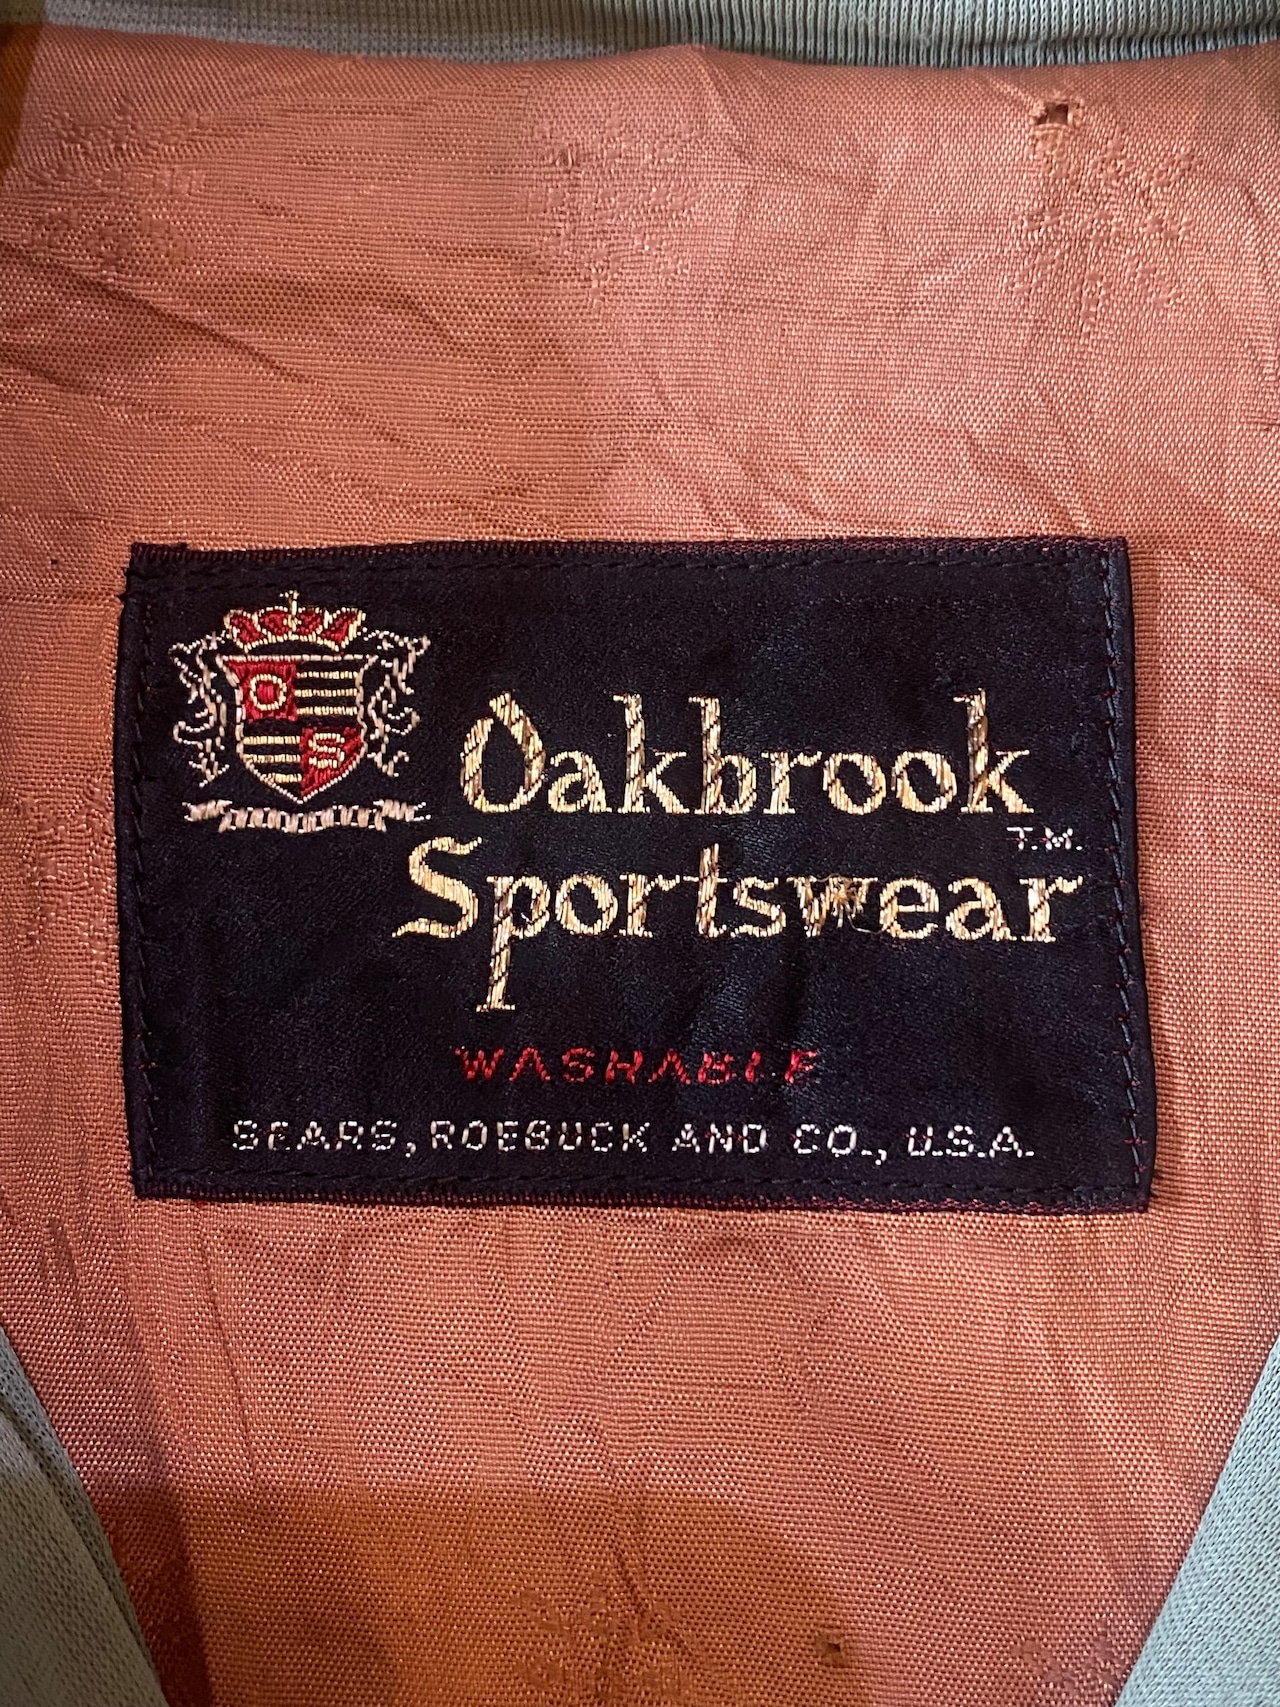 O
S
Oakbrook
T.M.
Sportswear
WASHABLE
SEARS, ROEBUCK AND CO., U.S.A.